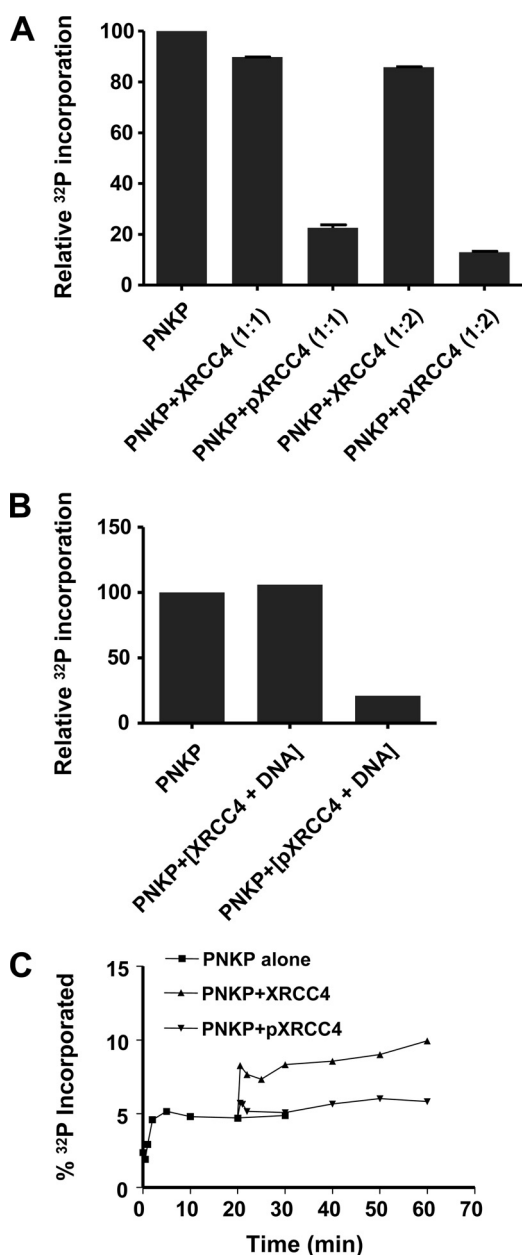 A
Relative ³²P incorporation
100
80
60
40
20
0
PNKP
PNKP+XRCC4 (1:1)
PNKP+pXRCC4 (1:1)
PNKP+XRCC4 (1:2)
PNKP+pXRCC4 (1:2)
B
Relative ³²P incorporation
150
100
50
0
PNKP
PNKP+[XRCC4 + DNA]
PNKP+[pXRCC4 + DNA]
C
% ³²P Incorporated
15
10
5
0
PNKP alone
PNKP+XRCC4
PNKP+pXRCC4
0 10 20 30 40 50 60 70
Time (min)